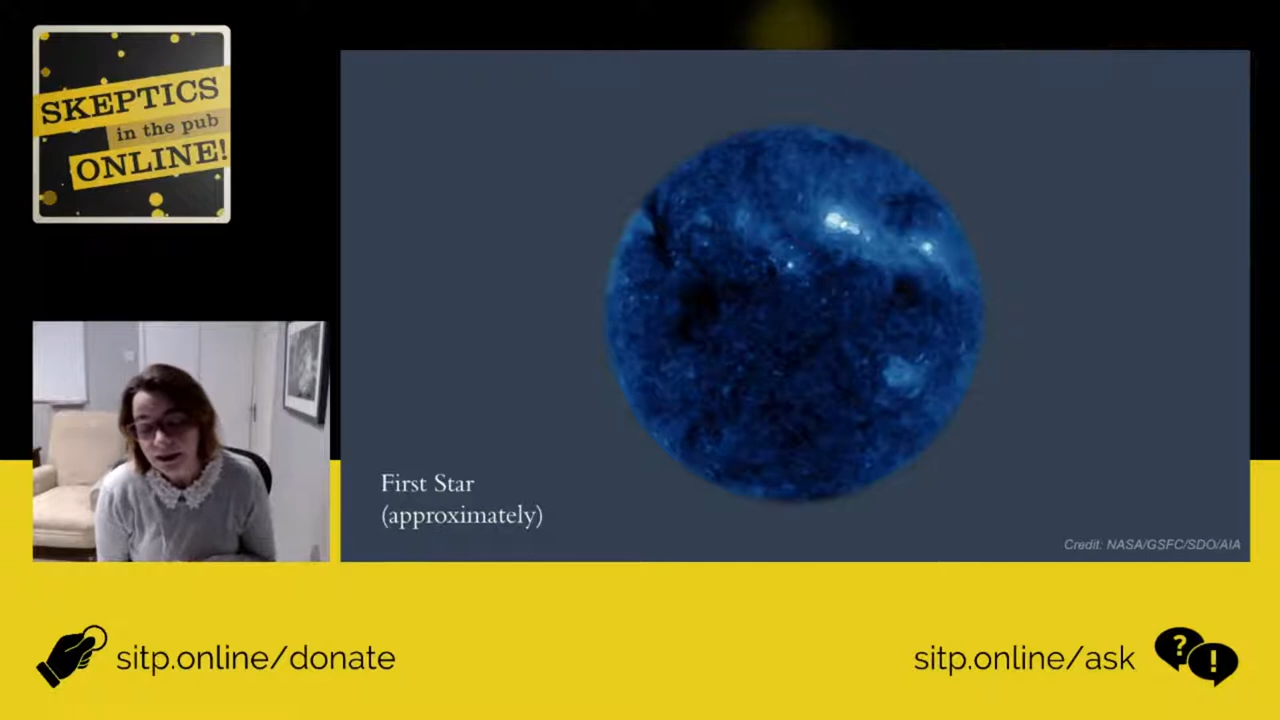 SKEPTICS
in the pub
ONLINE!
First Star
(approximately)
Credit: NASA/GSFC/SDO/AIA
sitp.online/donate
sitp.online/ask
? !